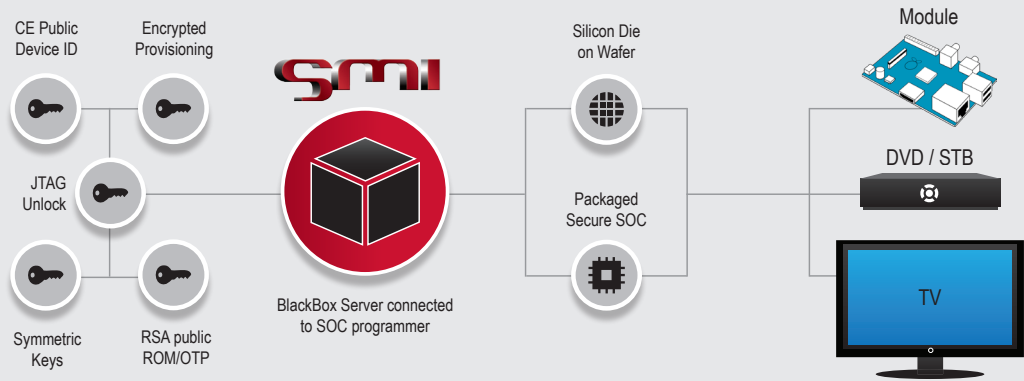 CE Public
Device ID
Encrypted
Provisioning
JTAG
Unlock
Symmetric
Keys
RSA public
ROM/OTP
SMI
BlackBox Server connected
to SOC programmer
Silicon Die
on Wafer
Packaged
Secure SOC
Module
DVD / STB
TV